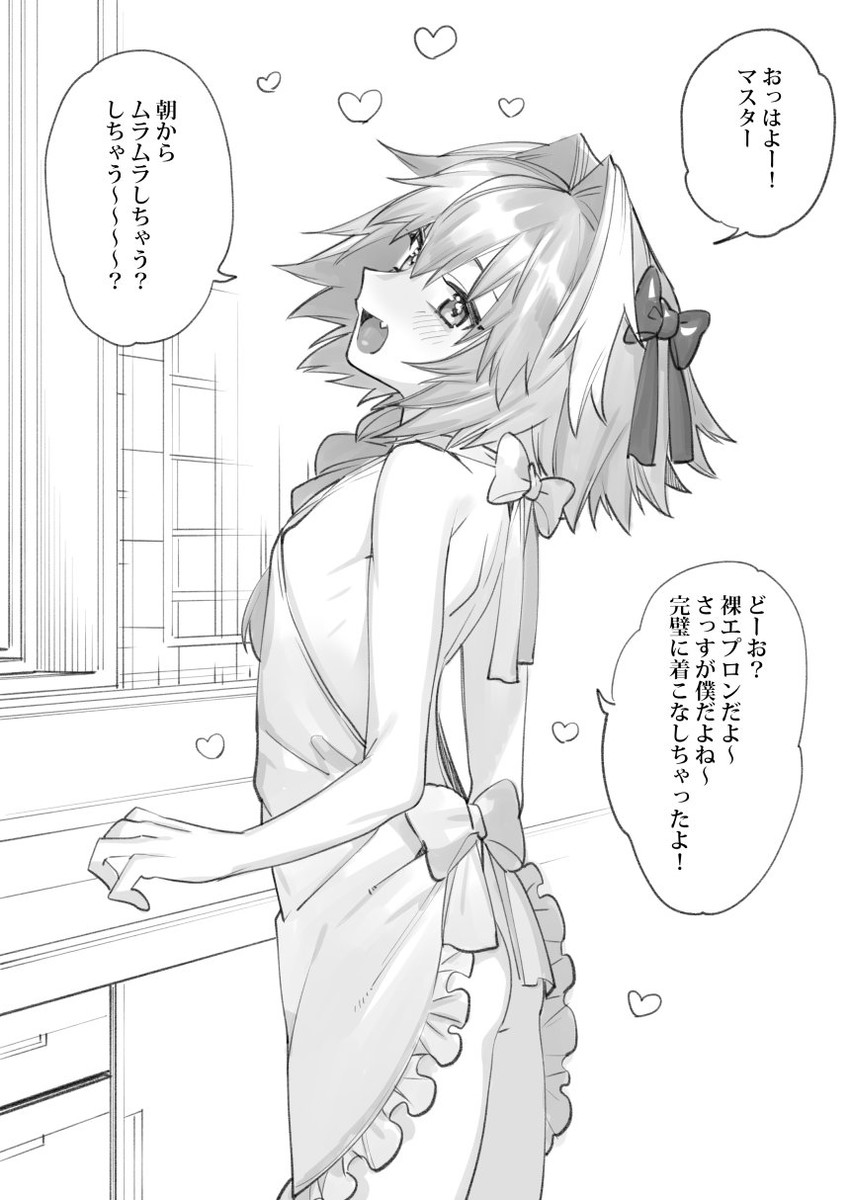 おっはよー！
マスター
朝から
ムラムラしちゃう？
しちゃう～～～～？
どーお？
裸エプロンだよ～
さっすが僕だよね～
完璧に着こなしちゃったよ！